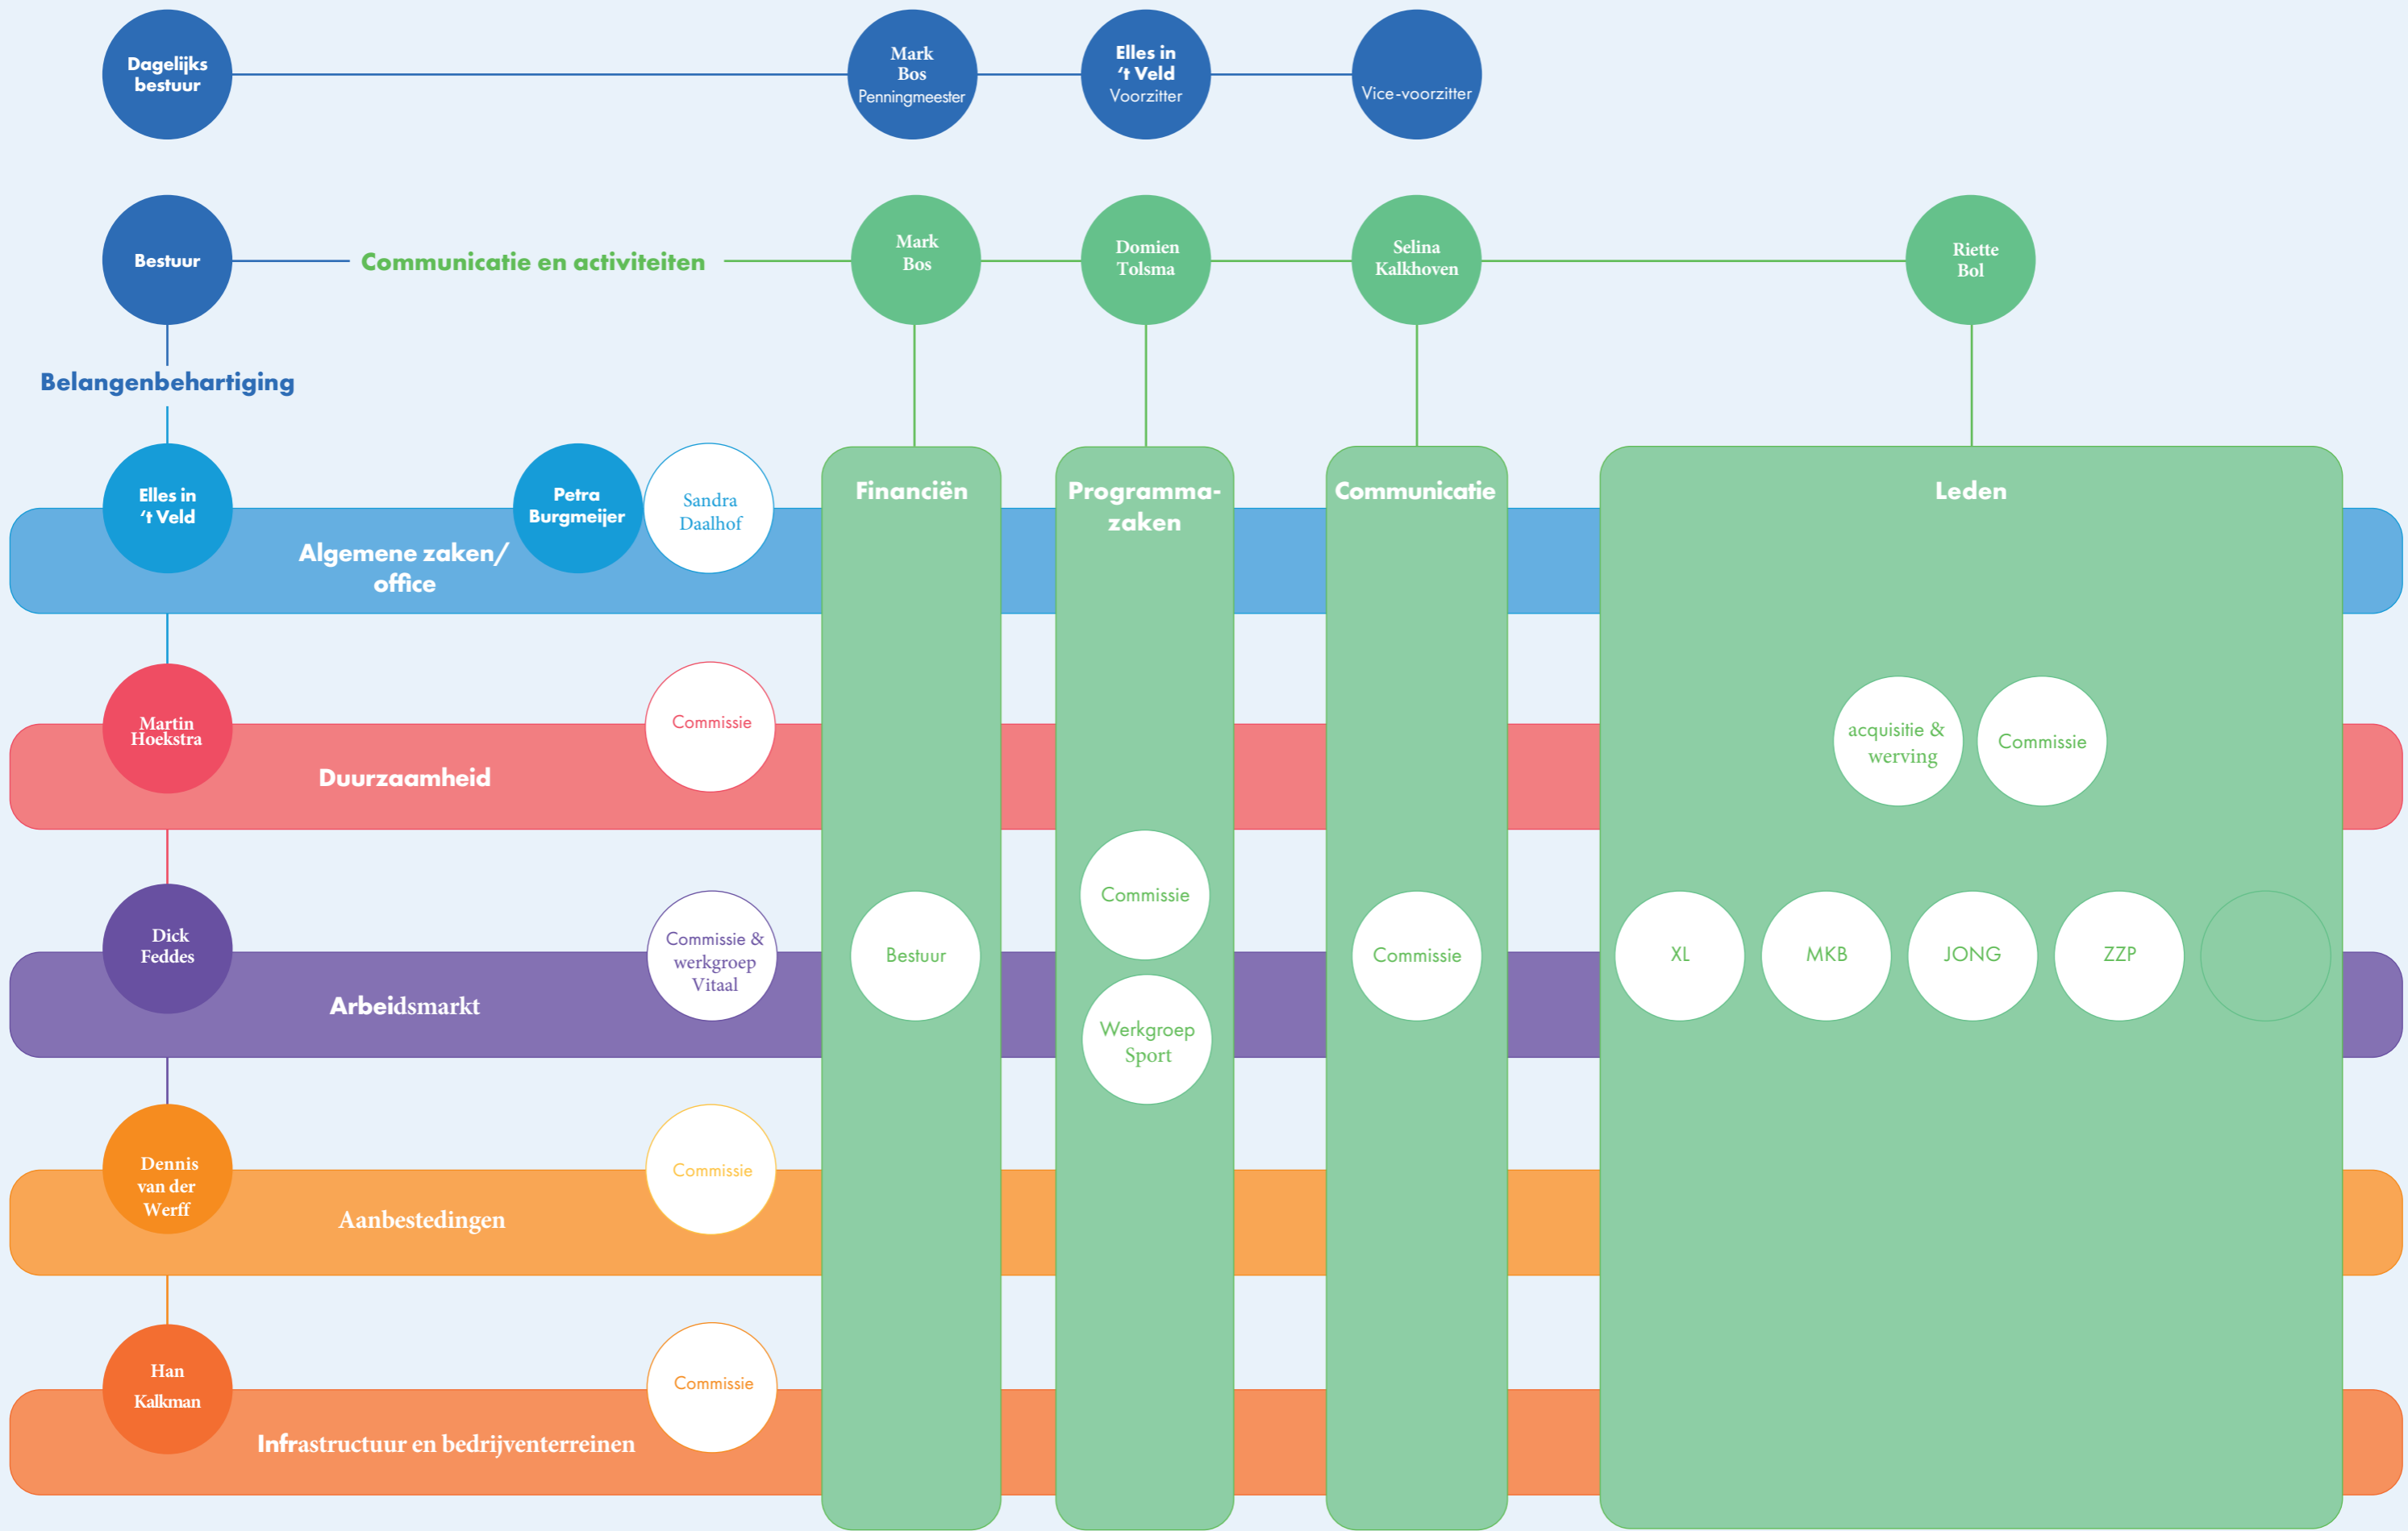 Dagelijks
bestuur
Mark
Bos
Penningmeester
Elles in
‘t Veld
Voorzitter
Vice-voorzitter
Bestuur
Communicatie en activiteiten
Mark
Bos
Domien
Tolsma
Selina
Kalkhoven
Riette
Bol
Belangenbehartiging
Elles in
‘t Veld
Algemene zaken/
office
Petra
Burgmeijer
Sandra
Daalhof
Financiën
Programma-
zaken
Communicatie
Leden
Martin
Hoekstra
Duurzaamheid
Commissie
acquisitie &
werving
Commissie
Dick
Feddes
Arbeidsmarkt
Commissie &
werkgroep
Vitaal
Bestuur
Commissie
Werkgroep
Sport
Commissie
XL
MKB
JONG
ZZP
Dennis
van der
Werff
Aanbestedingen
Commissie
Han
Kalkman
Infrastructuur en bedrijventerreinen
Commissie